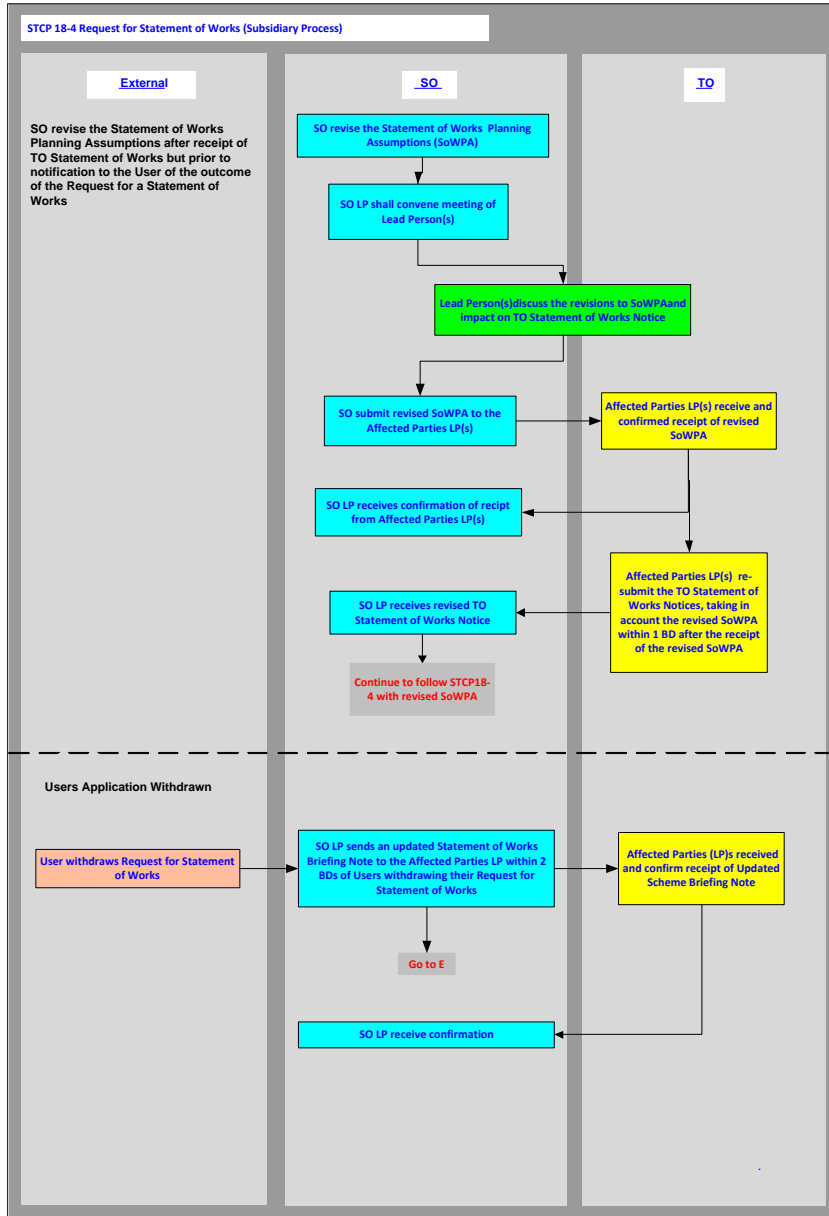 STCP 18-4 Request for Statement of Works (Subsidiary Process)
External
SO
TO
SO revise the Statement of Works
Planning Assumptions after receipt of
TO Statement of Works but prior to
notification to the User of the outcome
of the Request for a Statement of
Works
SO revise the Statement of Works Planning
Assumptions (SoWPA)
SO LP shall convene meeting of
Lead Person(s)
Lead Person(s)discuss the revisions to SoWPAand
impact on TO Statement of Works Notice
SO submit revised SoWPA to the
Affected Parties LP(s)
Affected Parties LP(s) receive and
confirmed receipt of revised
SoWPA
SO LP receives confirmation of recipt
from Affected Parties LP(s)
Affected Parties LP(s) re-
submit the TO Statement of
Works Notices, taking in
account the revised SoWPA
within 1 BD after the receipt
of the revised SoWPA
SO LP receives revised TO
Statement of Works Notice
Continue to follow STCP18-
4 with revised SoWPA
Users Application Withdrawn
User withdraws Request for Statement
of Works
SO LP sends an updated Statement of Works
Briefing Note to the Affected Parties LP within 2
BDs of Users withdrawing their Request for
Statement of Works
Affected Parties (LP)s received
and confirm receipt of Updated
Scheme Briefing Note
Go to E
SO LP receive confirmation
.